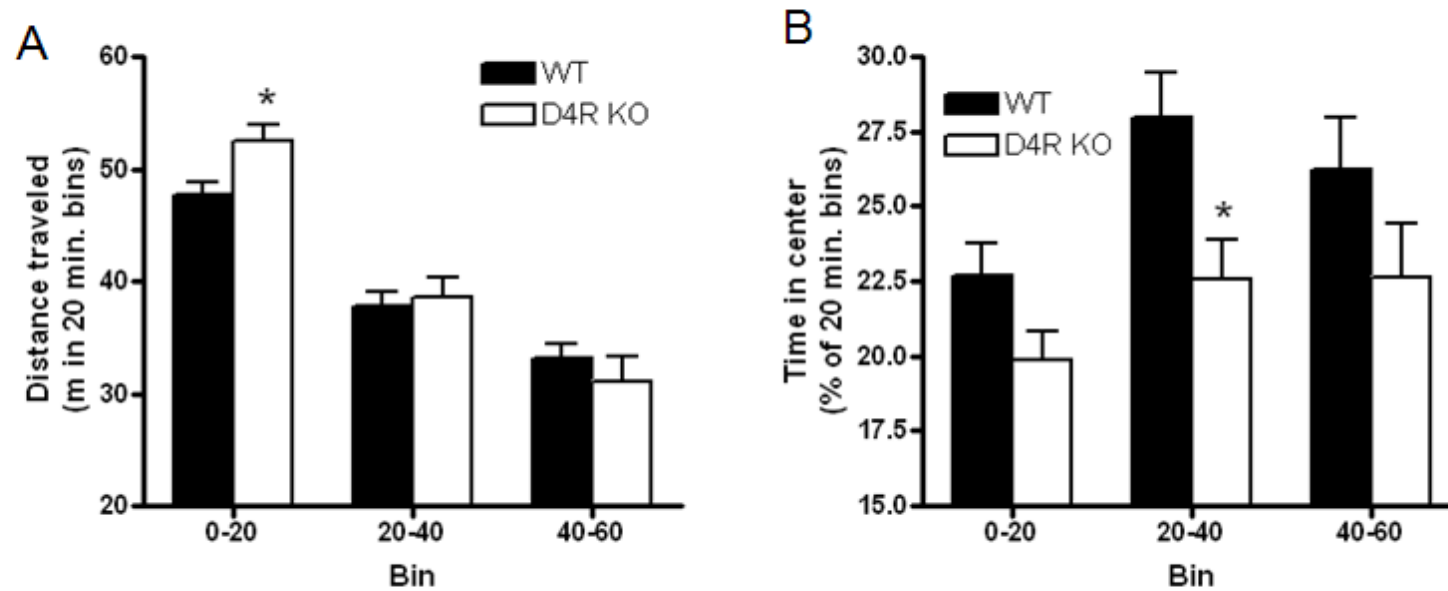 A
Distance traveled
(m in 20 min. bins)
60
50
40
30
20
*
WT
D4R KO
0-20
20-40
40-60
Bin
B
Time in center
(% of 20 min. bins)
30.0
27.5
25.0
22.5
20.0
17.5
15.0
WT
D4R KO
*
0-20
20-40
40-60
Bin